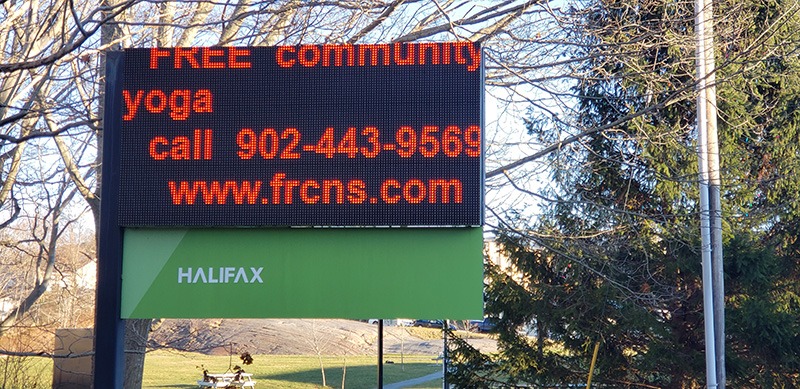 FREE community
yoga
call 902-443-9569
www.frcns.com
HALIFAX